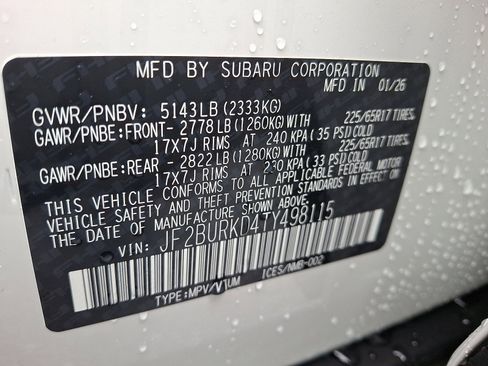 MFD BY SUBARU CORPORATION
MFD IN 01/26
GVWR/PNBV: 5143LB (2333KG)
GAWR/PNBE:FRONT- 2778LB(1260KG) 225/65R17 TIRES
17X7J RIMS AT 240 KPA (35 PSI)COLD
GAWR/PNBE:REAR - 2822LB(1280KG) 225/65R17 TIRES
17X7J RIMS AT 230 KPA (33 PSI)COLD
THIS VEHICLE CONFORMS TO ALL APPLICABLE FEDERAL MOTOR
VEHICLE SAFETY, BUMPER, AND THEFT PREVENTION STANDARDS IN EFFECT
ON THE DATE OF MANUFACTURE SHOWN ABOVE.
VIN: JF2BURKD4TY498115
TYPE:MPV/VTUM ICES/NMB-002